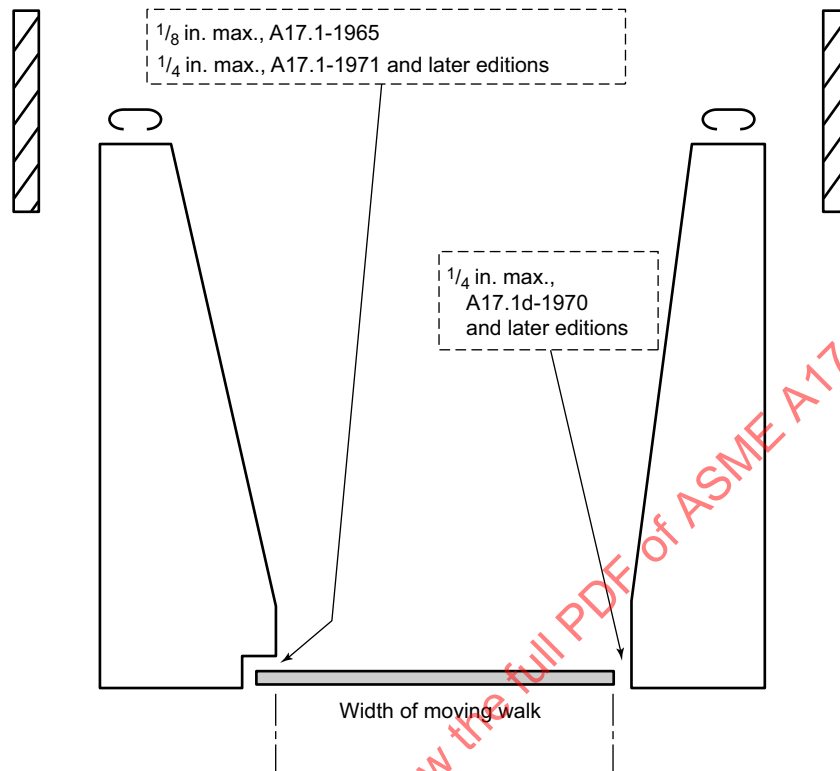 1/8 in. max., A17.1-1965
1/4 in. max., A17.1-1971 and later editions
1/4 in. max.,
A17.1d-1970
and later editions
Width of moving walk
the full PDF of ASME A17